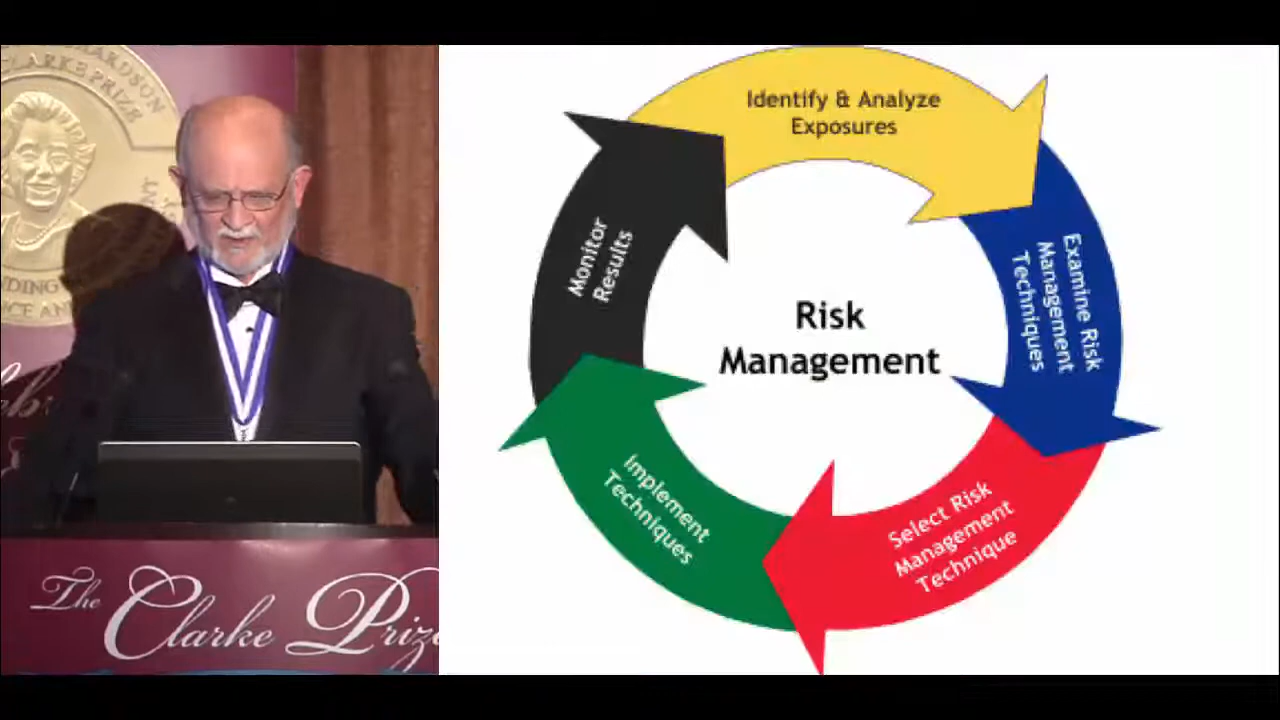 HARDSON
CLARKE PRIZE
The Clarke Prize
Identify & Analyze
Exposures
Examine Risk
Management
Techniques
Select Risk
Management
Technique
Implement
Techniques
Monitor
Results
Risk
Management